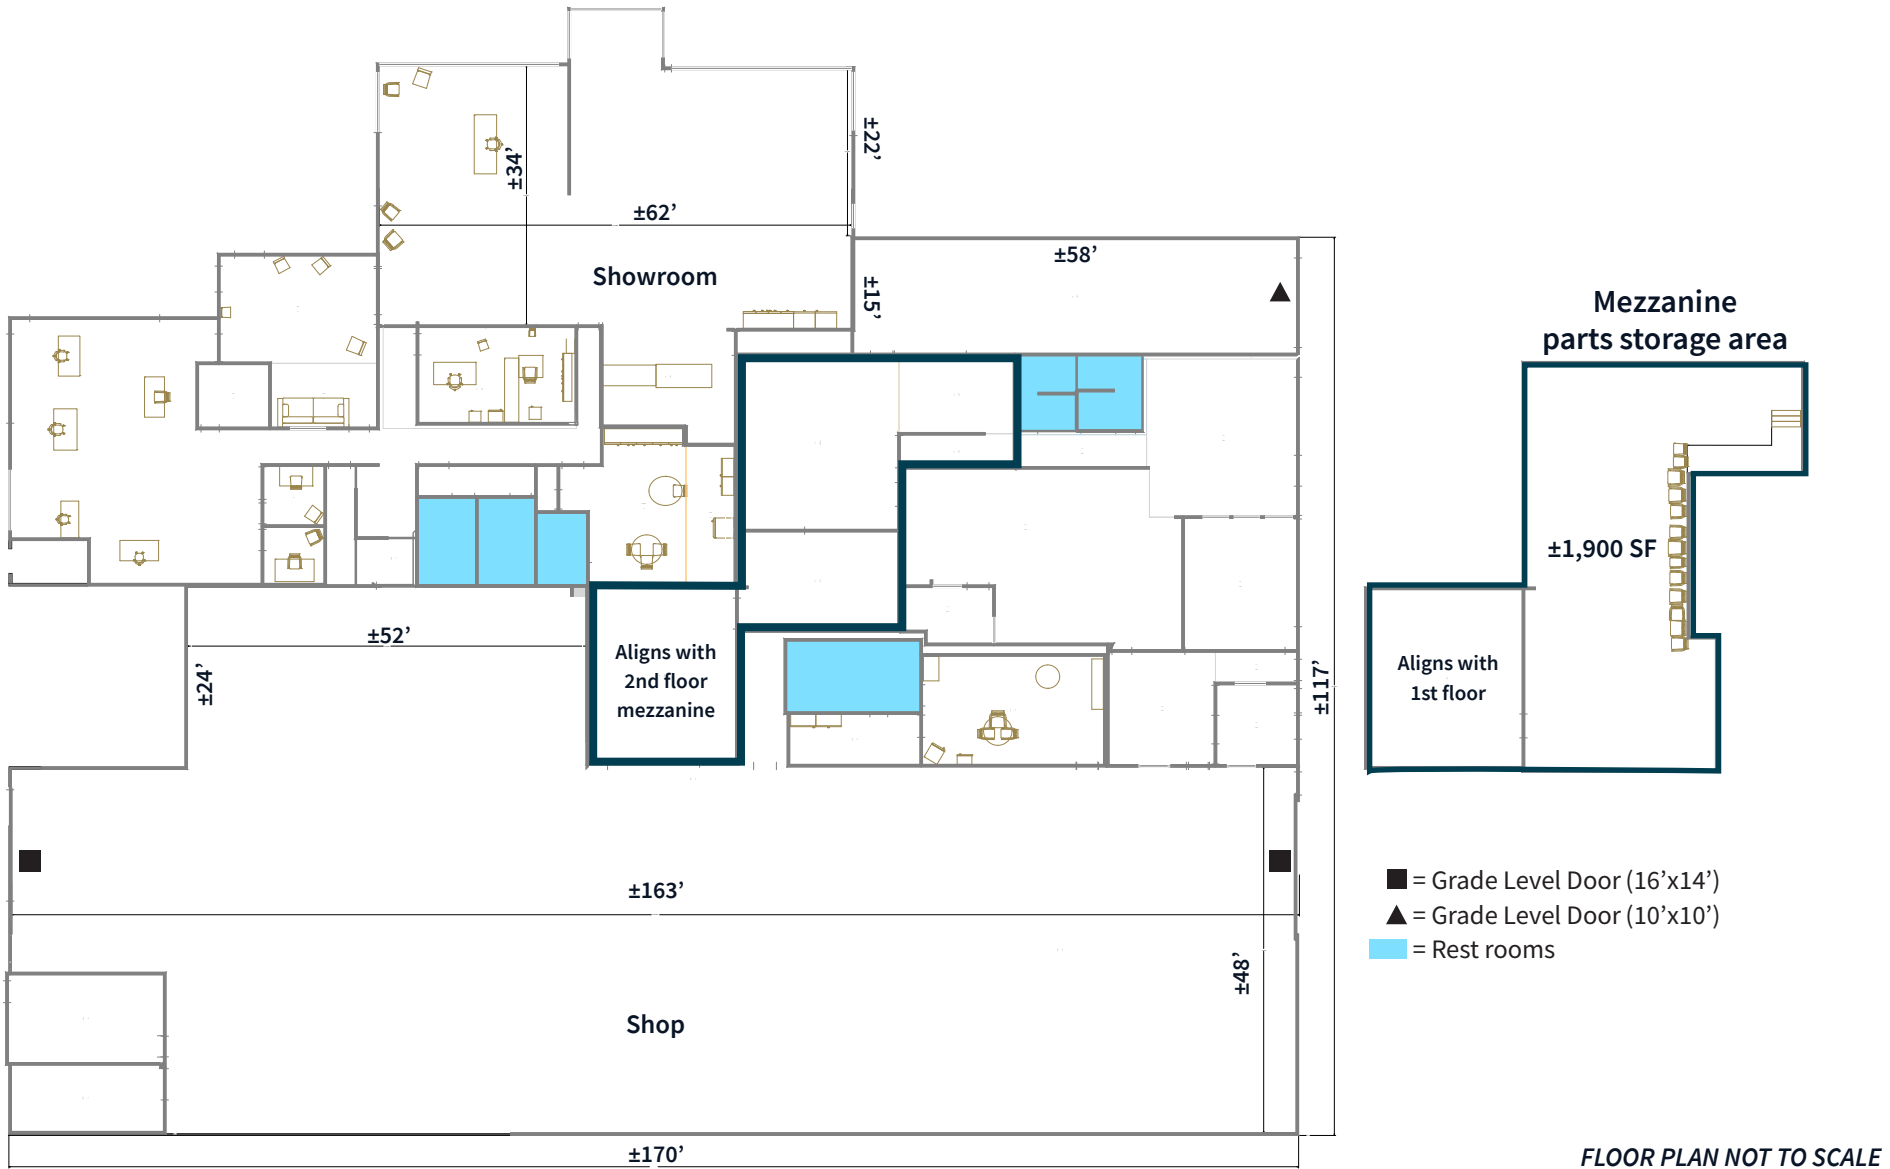 ±22’
±34’
±62’
Showroom
±58’
±15’
Mezzanine
parts storage area
±1,900 SF
±52’
±24’
Aligns with
2nd floor
mezzanine
Aligns with
1st floor
±117’
±163’
±48’
Shop
±170’
= Grade Level Door (16’x14’)
= Grade Level Door (10’x10’)
= Rest rooms
FLOOR PLAN NOT TO SCALE